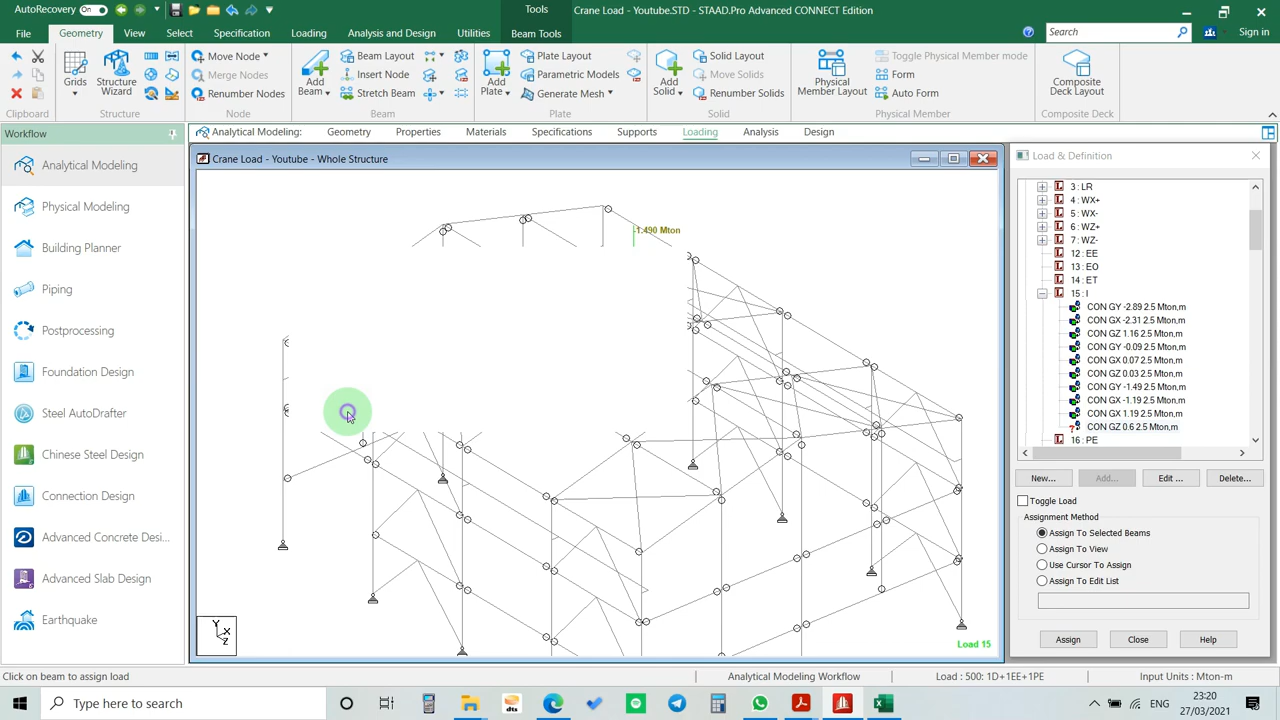 AutoRecovery Off
Tools
Crane Load - Youtube.STD - STAAD.Pro Advanced CONNECT Edition
File
Geometry
View
Select
Specification
Loading
Analysis and Design
Utilities
Beam Tools
Search
Sign in
Grids
Structure Wizard
Move Node
Merge Nodes
Renumber Nodes
Add Beam
Beam Layout
Insert Node
Stretch Beam
Add Plate
Plate Layout
Parametric Models
Generate Mesh
Add Solid
Solid Layout
Move Solids
Renumber Solids
Physical Member Layout
Toggle Physical Member mode
Form
Auto Form
Composite Deck Layout
Clipboard
Structure
Node
Beam
Plate
Solid
Physical Member
Composite Deck
Workflow
Analytical Modeling:
Geometry
Properties
Materials
Specifications
Supports
Loading
Analysis
Design
Analytical Modeling
Physical Modeling
Building Planner
Piping
Postprocessing
Foundation Design
Steel AutoDrafter
Chinese Steel Design
Connection Design
Advanced Concrete Desi...
Advanced Slab Design
Earthquake
Crane Load - Youtube - Whole Structure
-1.490 Mton
Y
X
Z
Load 15
Load & Definition
3 : LR
4 : WX+
5 : WX-
6 : WZ+
7 : WZ-
12 : EE
13 : EO
14 : ET
15 : I
CON GY -2.89 2.5 Mton,m
CON GX -2.31 2.5 Mton,m
CON GZ 1.16 2.5 Mton,m
CON GY -0.09 2.5 Mton,m
CON GX 0.07 2.5 Mton,m
CON GZ 0.03 2.5 Mton,m
CON GY -1.49 2.5 Mton,m
CON GX -1.19 2.5 Mton,m
CON GX 1.19 2.5 Mton,m
CON GZ 0.6 2.5 Mton,m
16 : PE
New...
Add...
Edit ...
Delete...
Toggle Load
Assignment Method
Assign To Selected Beams
Assign To View
Use Cursor To Assign
Assign To Edit List
Assign
Close
Help
Click on beam to assign load
Analytical Modeling Workflow
Load : 500: 1D+1EE+1PE
Input Units : Mton-m
Type here to search
dts
23:20
27/03/2021